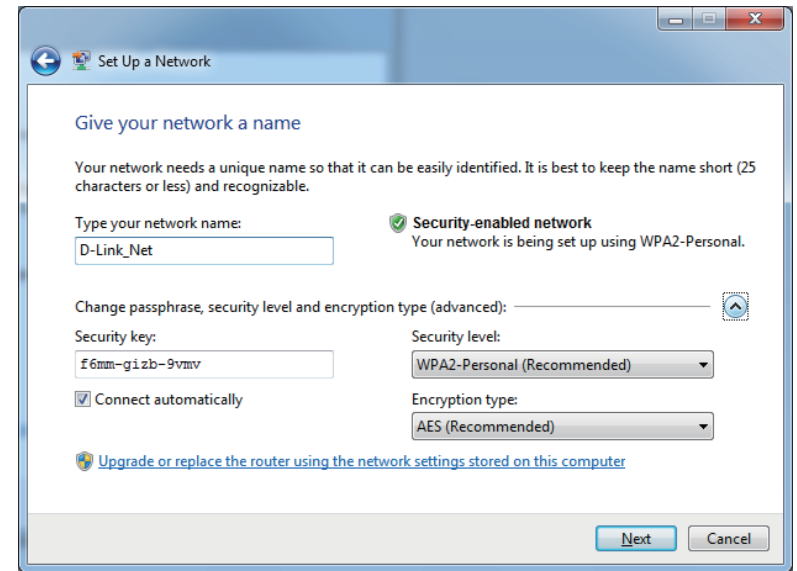 Set Up a Network
Give your network a name
Your network needs a unique name so that it can be easily identified. It is best to keep the name short (25
characters or less) and recognizable.
Type your network name:
D-Link_Net
Security-enabled network
Your network is being set up using WPA2-Personal.
Change passphrase, security level and encryption type (advanced):
Security key:
f6mm-gizb-9vmv
Security level:
WPA2-Personal (Recommended)
Connect automatically
Encryption type:
AES (Recommended)
Upgrade or replace the router using the network settings stored on this computer
Next
Cancel